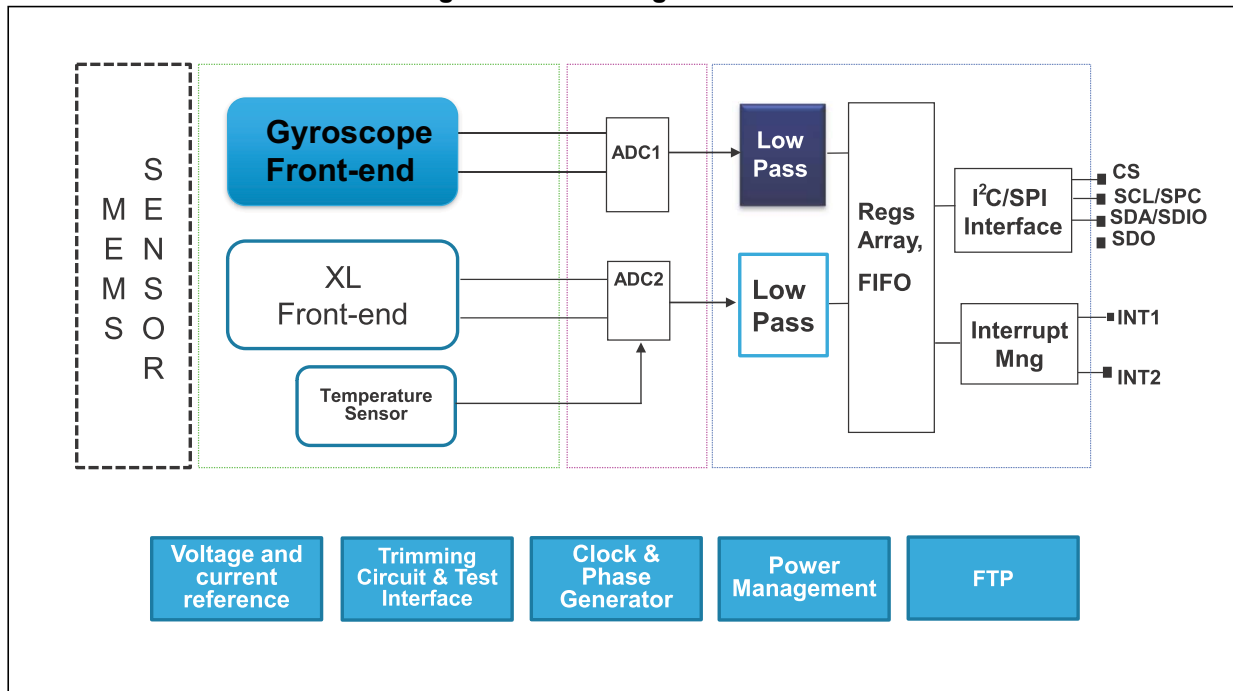 MEMS
SENSOR
Gyroscope
Front-end
XL
Front-end
Temperature
Sensor
ADC1
ADC2
Low
Pass
Low
Pass
Regs
Array,
FIFO
I²C/SPI
Interface
Interrupt
Mng
CS
SCL/SPC
SDA/SDIO
SDO
INT1
INT2
Voltage and
current
reference
Trimming
Circuit & Test
Interface
Clock &
Phase
Generator
Power
Management
FTP